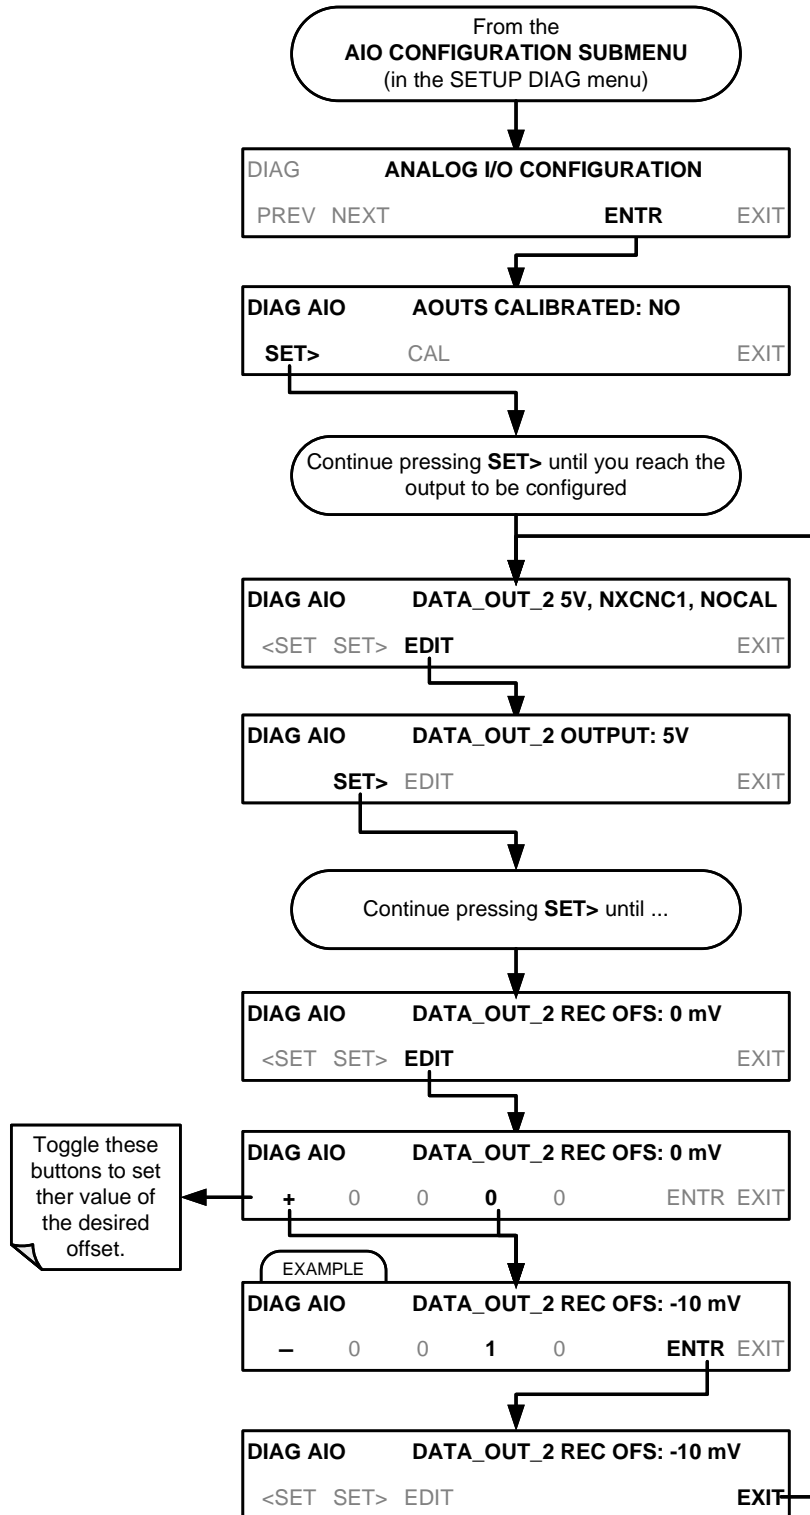 From the
AIO CONFIGURATION SUBMENU
(in the SETUP DIAG menu)
DIAG ANALOG I/O CONFIGURATION
PREV NEXT ENTR EXIT
DIAG AIO AOUTS CALIBRATED: NO
SET> CAL EXIT
Continue pressing SET> until you reach the
output to be configured
DIAG AIO DATA_OUT_2 5V, NXCNC1, NOCAL
<SET SET> EDIT EXIT
DIAG AIO DATA_OUT_2 OUTPUT: 5V
SET> EDIT EXIT
Continue pressing SET> until ...
DIAG AIO DATA_OUT_2 REC OFS: 0 mV
<SET SET> EDIT EXIT
Toggle these
buttons to set
ther value of
the desired
offset.
DIAG AIO DATA_OUT_2 REC OFS: 0 mV
+ 0 0 0 0 ENTR EXIT
EXAMPLE
DIAG AIO DATA_OUT_2 REC OFS: -10 mV
– 0 0 1 0 ENTR EXIT
DIAG AIO DATA_OUT_2 REC OFS: -10 mV
<SET SET> EDIT EXIT